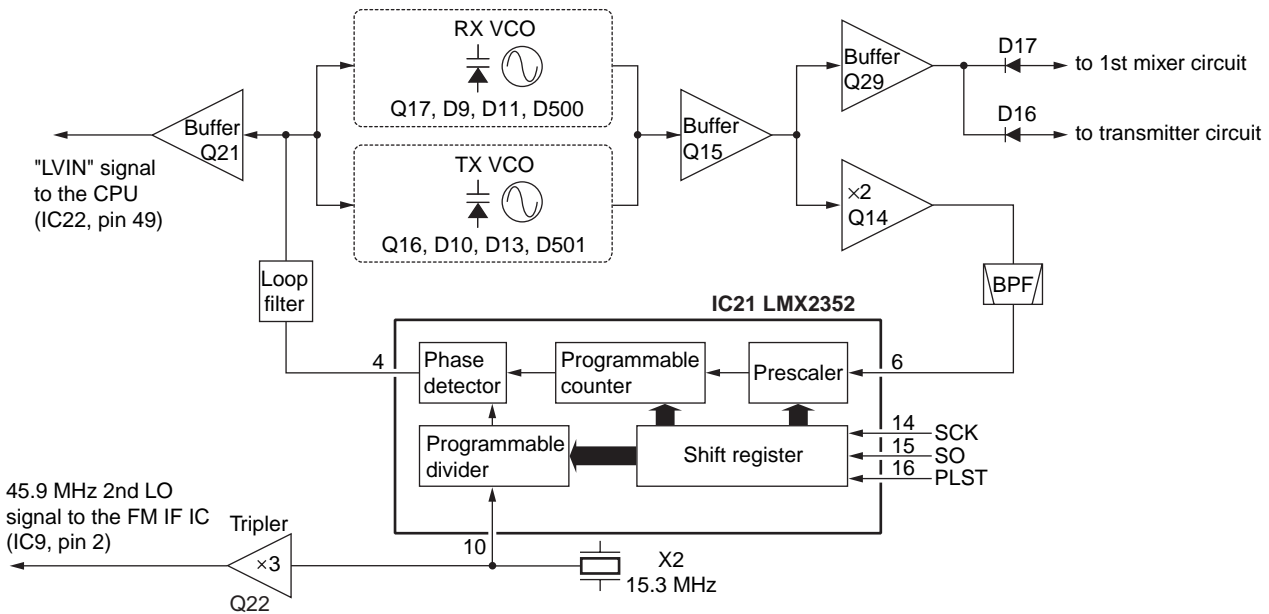 RX VCO
Q17, D9, D11, D500
TX VCO
Q16, D10, D13, D501
Buffer
Q21
"LVIN" signal
to the CPU
(IC22, pin 49)
Buffer
Q15
Buffer
Q29
D17
to 1st mixer circuit
D16
to transmitter circuit
×2
Q14
Loop
filter
BPF
IC21 LMX2352
4
Phase
detector
Programmable
counter
Prescaler
6
Programmable
divider
Shift register
14
SCK
15
SO
16
PLST
45.9 MHz 2nd LO
signal to the FM IF IC
(IC9, pin 2)
Tripler
×3
Q22
10
X2
15.3 MHz